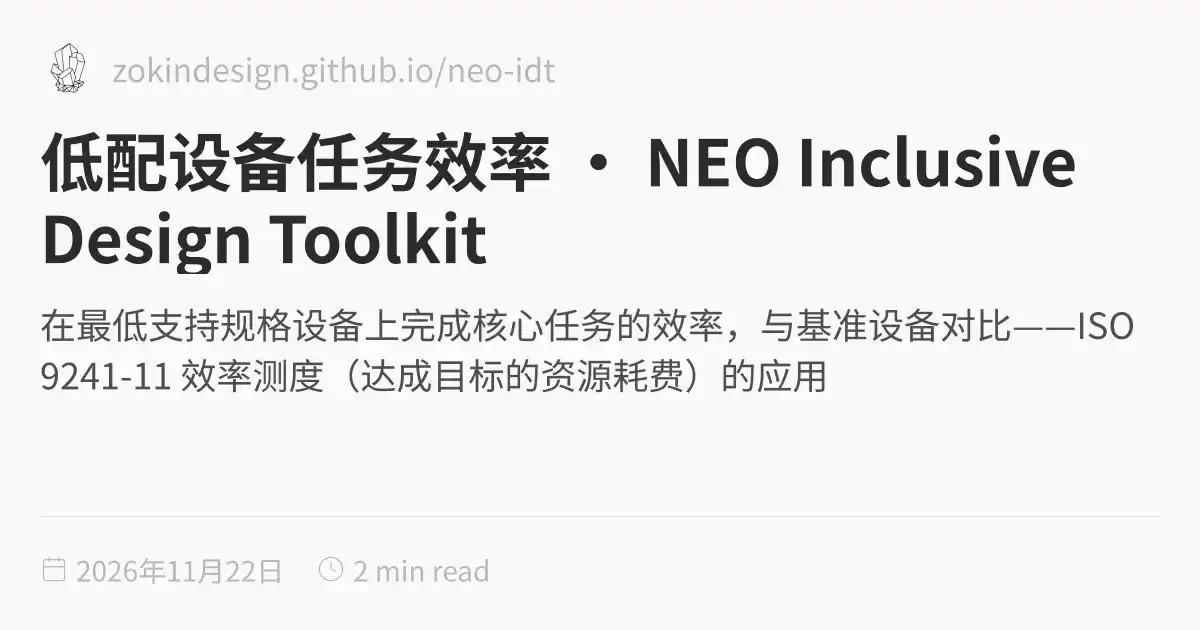 zokindesign.github.io/neo-idt
低配设备任务效率 • NEO Inclusive
Design Toolkit
在最低支持规格设备上完成核心任务的效率，与基准设备对比——ISO
9241-11 效率测度（达成目标的资源耗费）的应用
2026年11月22日 2 min read